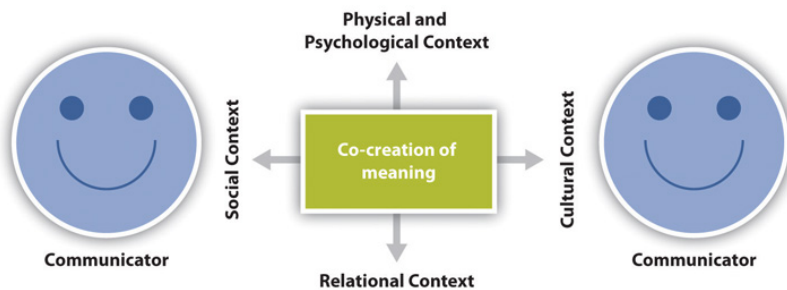 Physical and
Psychological Context
Social Context
Co-creation of
meaning
Cultural Context
Communicator
Communicator
Relational Context